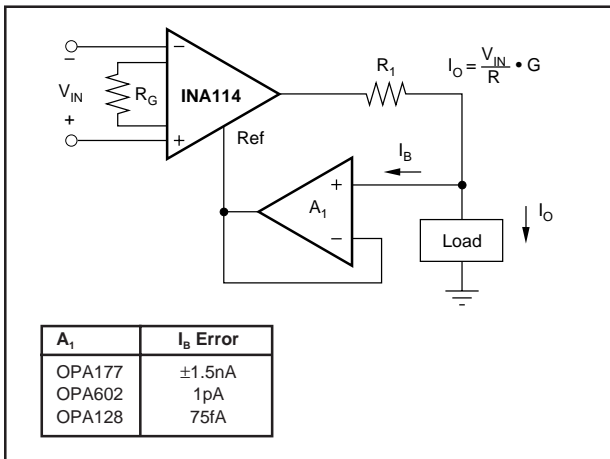 −
V_IN
+
R_G
−
INA114
+
Ref
R_1
I_O = V_IN / R • G
I_B
+
A_1
−
Load
I_O
A_1 I_B Error
OPA177 ±1.5nA
OPA602 1pA
OPA128 75fA